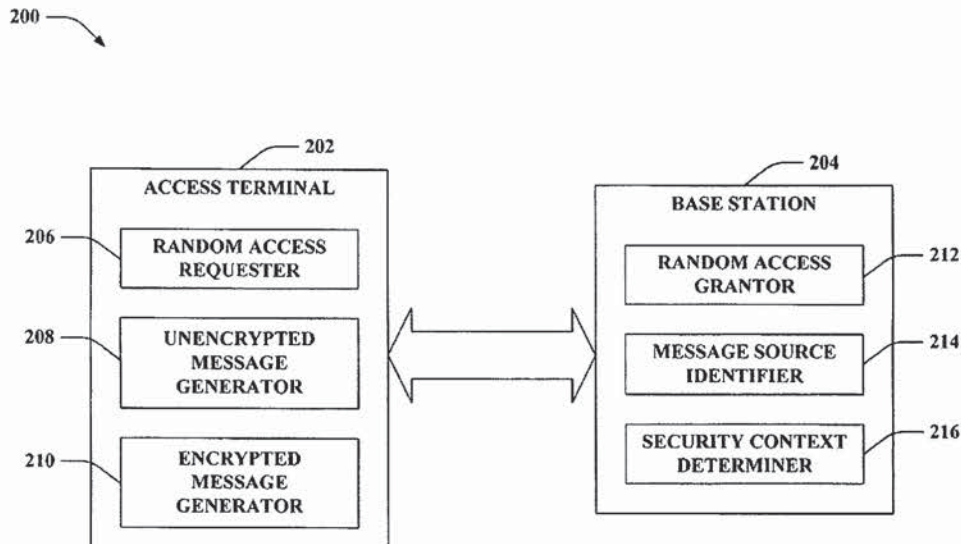 200
202
ACCESS TERMINAL
206
RANDOM ACCESS
REQUESTER
208
UNENCRYPTED
MESSAGE
GENERATOR
210
ENCRYPTED
MESSAGE
GENERATOR
204
BASE STATION
RANDOM ACCESS
GRANTOR
212
MESSAGE SOURCE
IDENTIFIER
214
SECURITY CONTEXT
DETERMINER
216